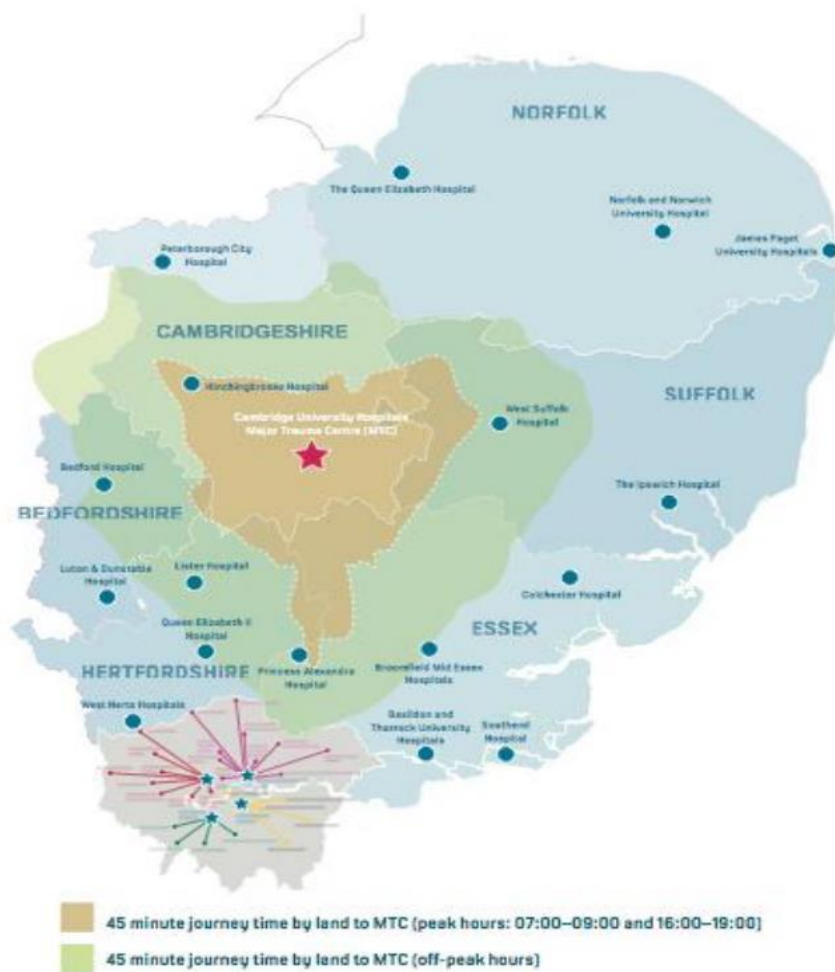 NORFOLK
The Queen Elizabeth Hospital
Norfolk and Norwich
University Hospital
James Paget
University Hospitals
Peterborough City
Hospital
CAMBRIDGESHIRE
Hinchingbrooke Hospital
SUFFOLK
Cambridge University Hospitals
Major Trauma Centre (MTC)
West Suffolk
Hospital
Bedford Hospital
The Ipswich Hospital
BEDFORDSHIRE
Lister Hospital
Luton & Dunstable
Hospital
Colchester Hospital
Queen Elizabeth II
Hospital
ESSEX
HERTFORDSHIRE
Princess Alexandra
Hospital
Broomfield Mid Essex
Hospitals
West Herts Hospitals
Basildon and
Thurrock University
Hospitals
Southend
Hospital
45 minute journey time by land to MTC (peak hours: 07:00–09:00 and 16:00–19:00)
45 minute journey time by land to MTC (off-peak hours)